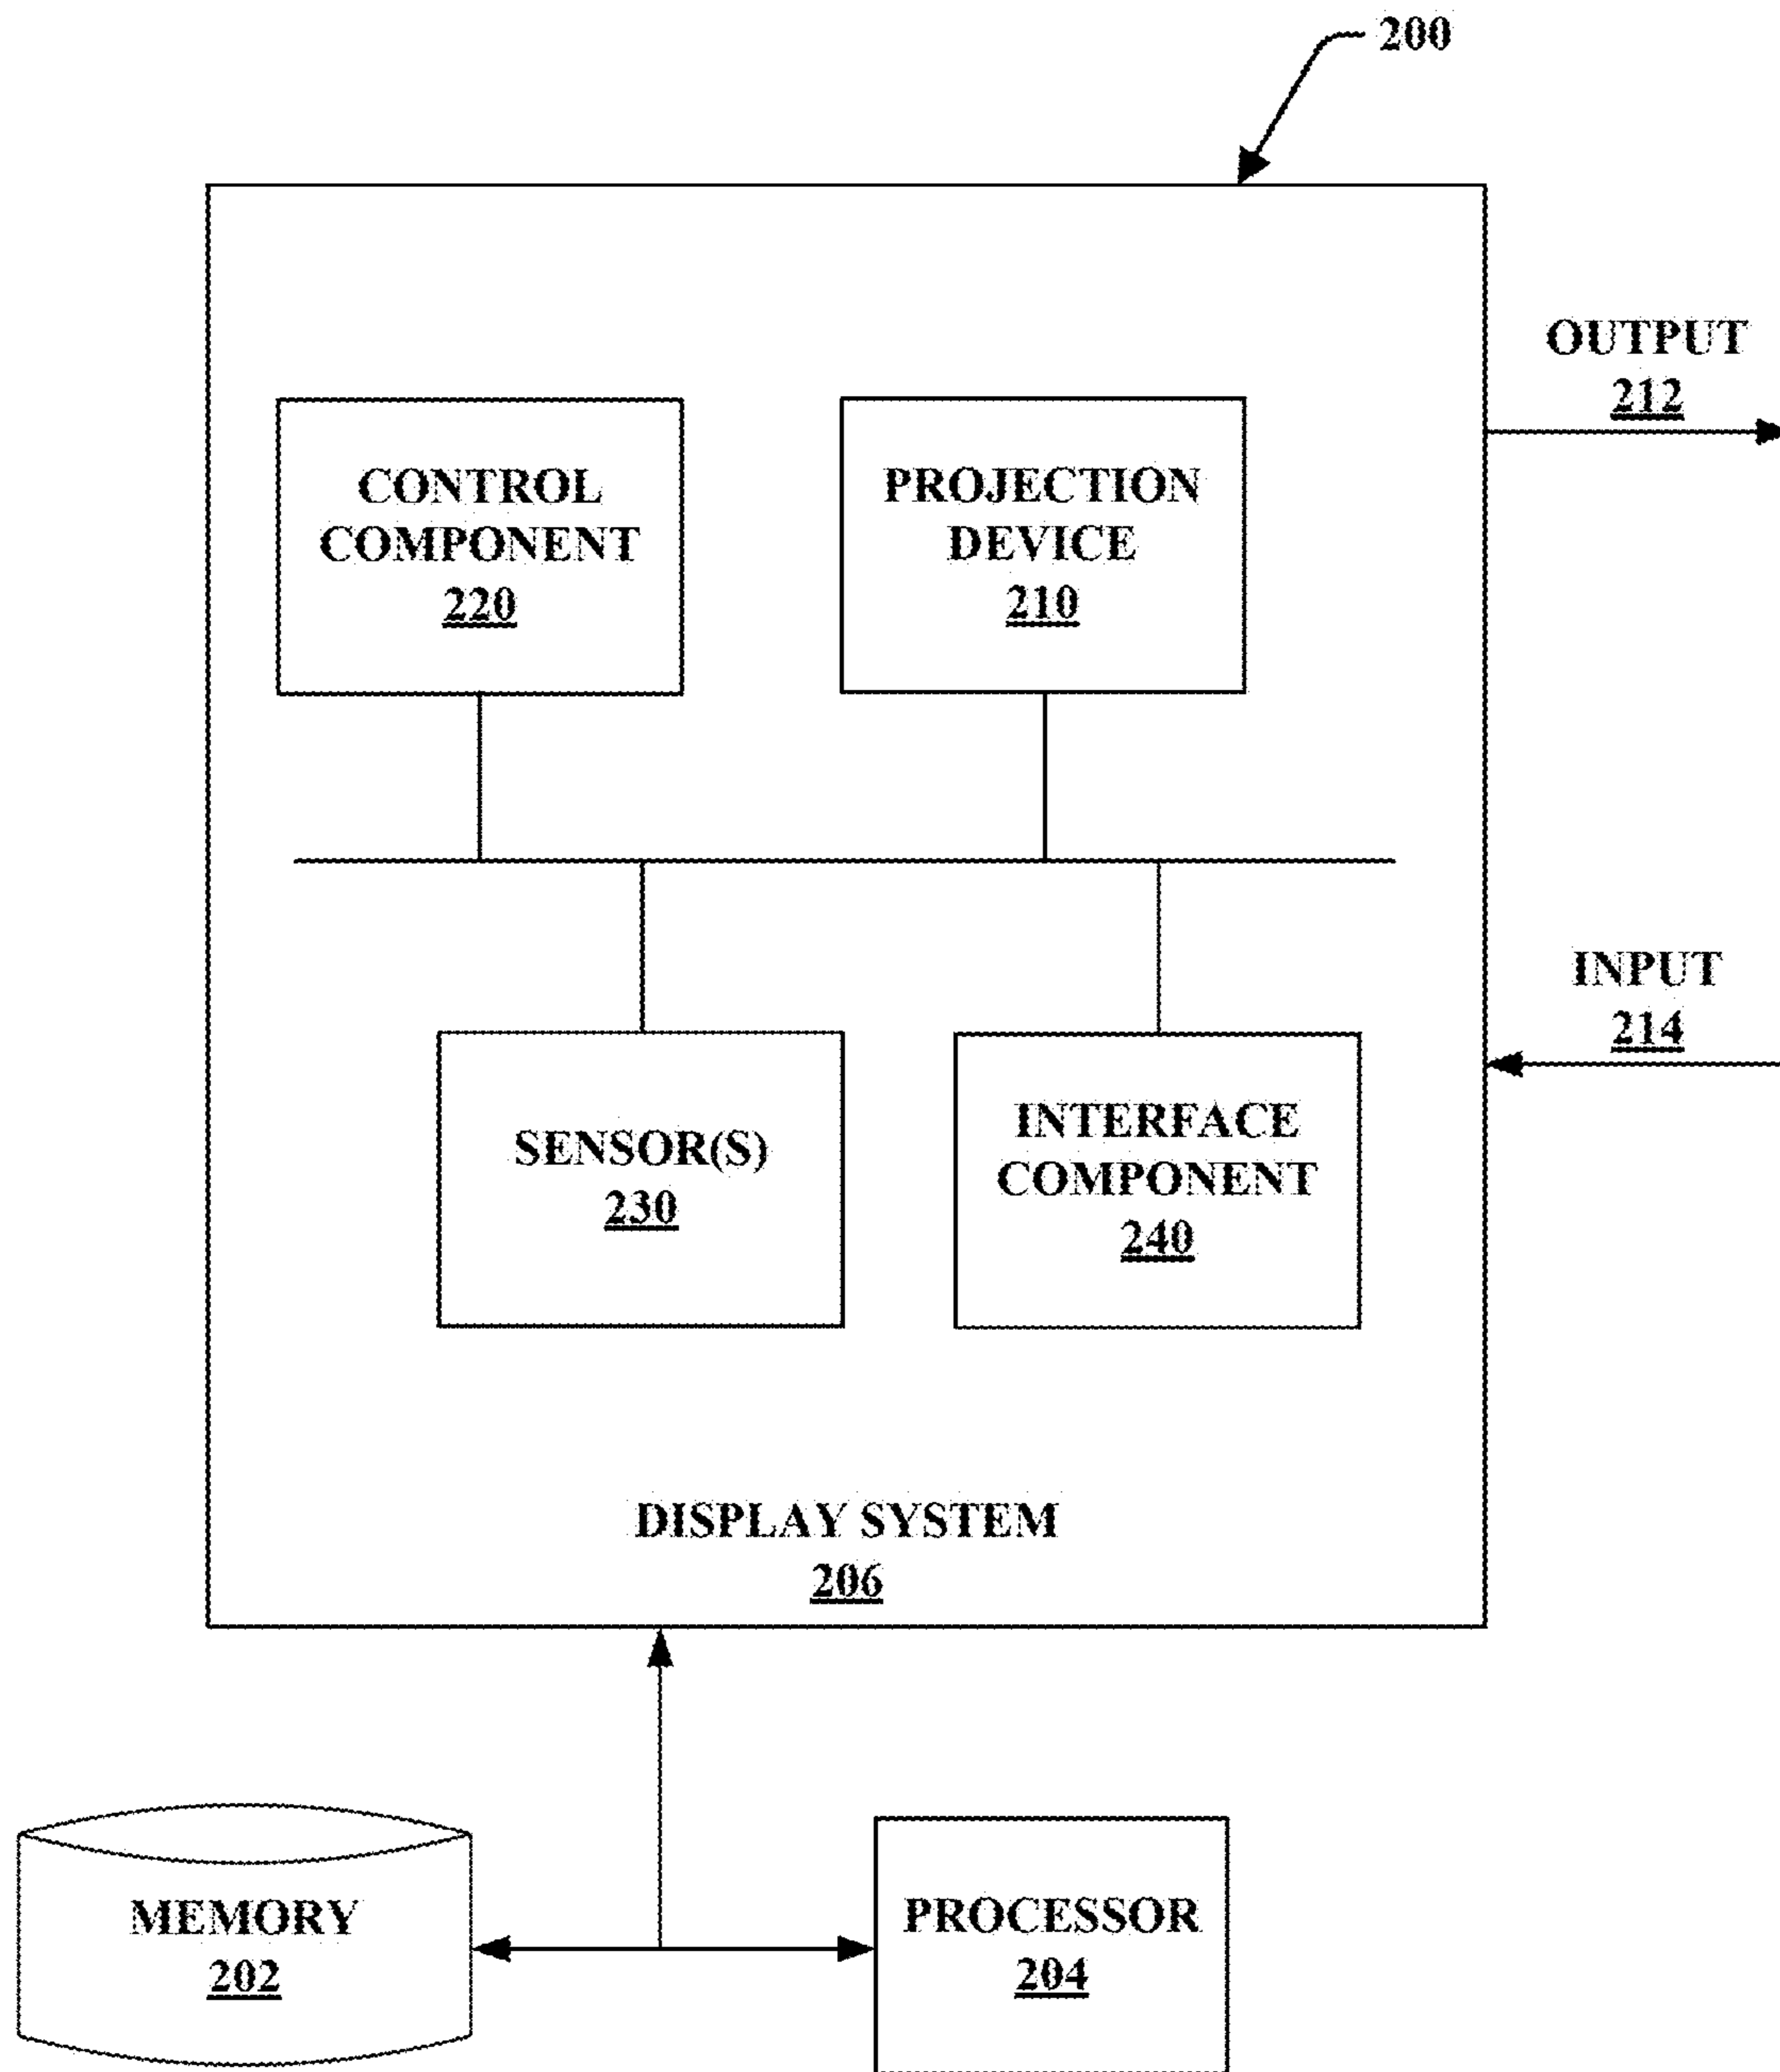 200
OUTPUT
212
CONTROL
COMPONENT
220
PROJECTION
DEVICE
210
INPUT
214
SENSOR(S)
230
INTERFACE
COMPONENT
240
DISPLAY SYSTEM
206
MEMORY
202
PROCESSOR
204